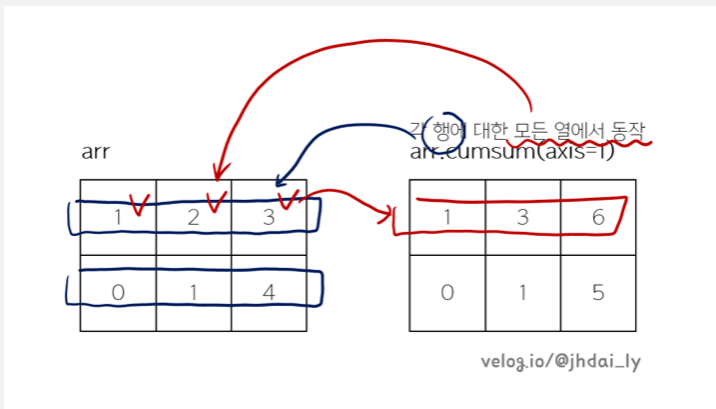 각 행에 대한 모든 열에서 동작
arr
arr.cumsum(axis=1)
1 2 3
0 1 4
1 3 6
0 1 5
velog.io/@jhdai_ly